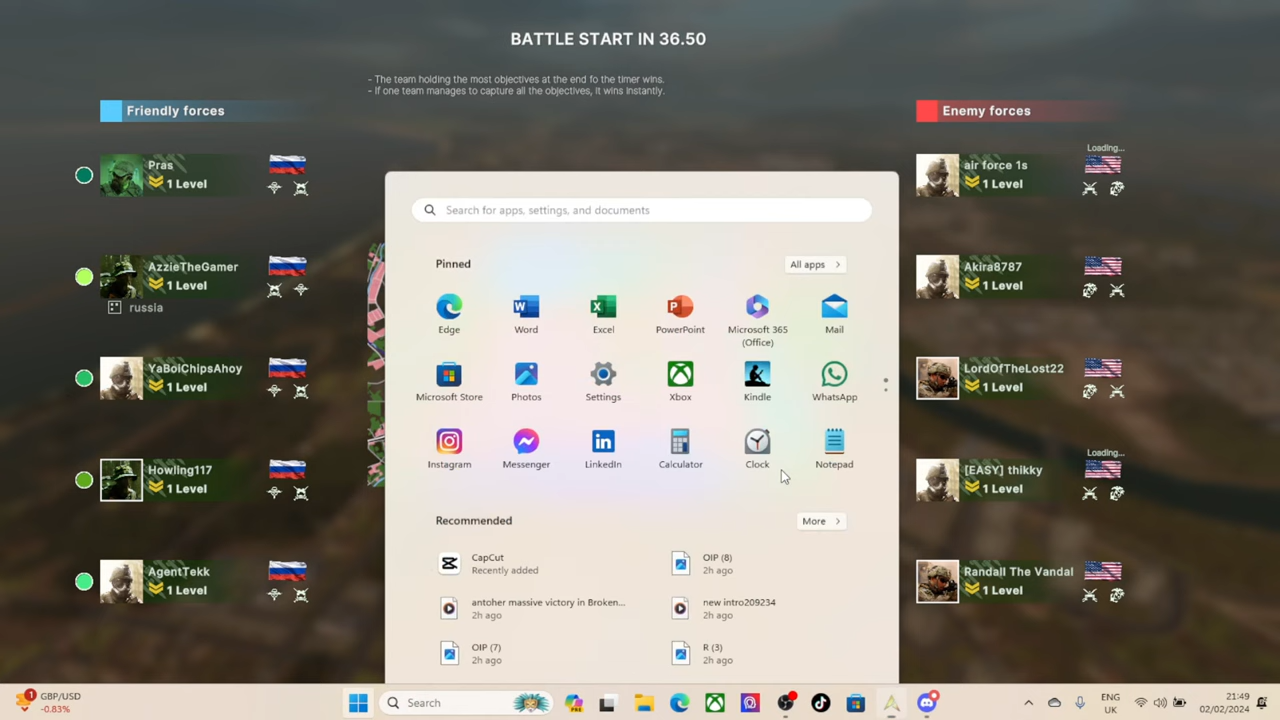 BATTLE START IN 36.50
- The team holding the most objectives at the end fo the timer wins.
- If one team manages to capture all the objectives, it wins instantly.
Friendly forces
Pras
1 Level
AzzieTheGamer
1 Level
russia
YaBoiChipsAhoy
1 Level
Howling117
1 Level
AgentTekk
1 Level
Enemy forces
Loading...
air force 1s
1 Level
Akira8787
1 Level
LordOfTheLost22
1 Level
Loading...
[EASY] thikky
1 Level
Randall The Vandal
1 Level
Search for apps, settings, and documents
Pinned
All apps
Edge
Word
Excel
PowerPoint
Microsoft 365
(Office)
Mail
Microsoft Store
Photos
Settings
Xbox
Kindle
WhatsApp
Instagram
Messenger
LinkedIn
Calculator
Clock
Notepad
Recommended
More
CapCut
Recently added
OIP (8)
2h ago
antoher massive victory in Broken...
2h ago
new intro209234
2h ago
OIP (7)
2h ago
R (3)
2h ago
1
GBP/USD
-0.83%
Search
PRE
ENG
UK
21:49
02/02/2024